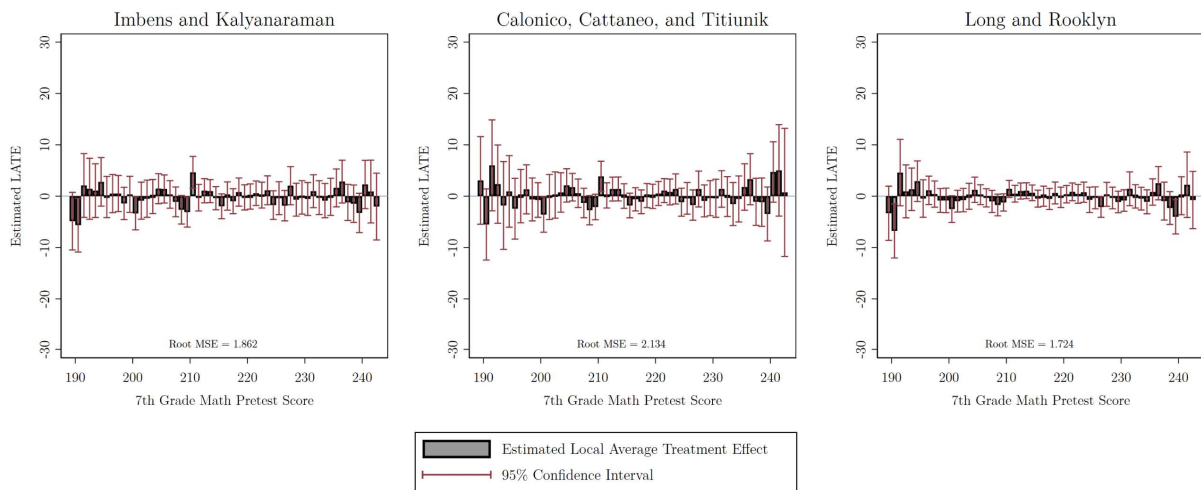 Imbens and Kalyanaraman
Estimated LATE
30
20
10
0
-10
-20
-30
Root MSE = 1.862
190 200 210 220 230 240
7th Grade Math Pretest Score
Calonico, Cattaneo, and Titiunik
Estimated LATE
30
20
10
0
-10
-20
-30
Root MSE = 2.134
190 200 210 220 230 240
7th Grade Math Pretest Score
Long and Rooklyn
Estimated LATE
30
20
10
0
-10
-20
-30
Root MSE = 1.724
190 200 210 220 230 240
7th Grade Math Pretest Score
Estimated Local Average Treatment Effect
95% Confidence Interval